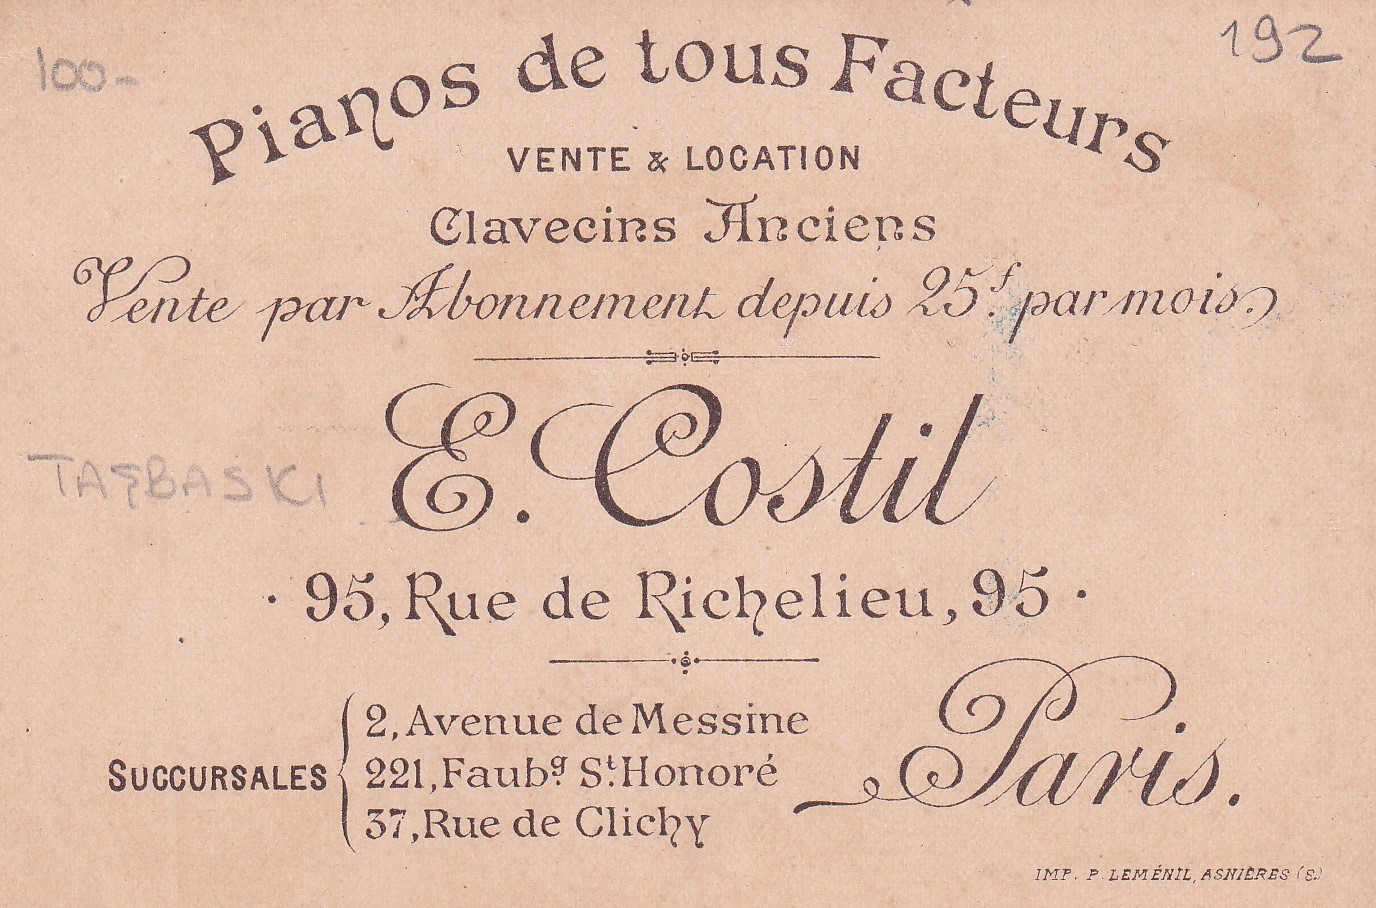 100-
192
Pianos de tous Facteurs
VENTE & LOCATION
Clavecins Anciens
Vente par Abonnement depuis 25f. par mois.
E. Costil
TAŞBASKI
· 95, Rue de Richelieu, 95 ·
SUCCURSALES
2, Avenue de Messine
221, Faubg. St. Honoré
37, Rue de Clichy
Paris.
IMP. P. LEMÉNIL, ASNIÈRES (S.)